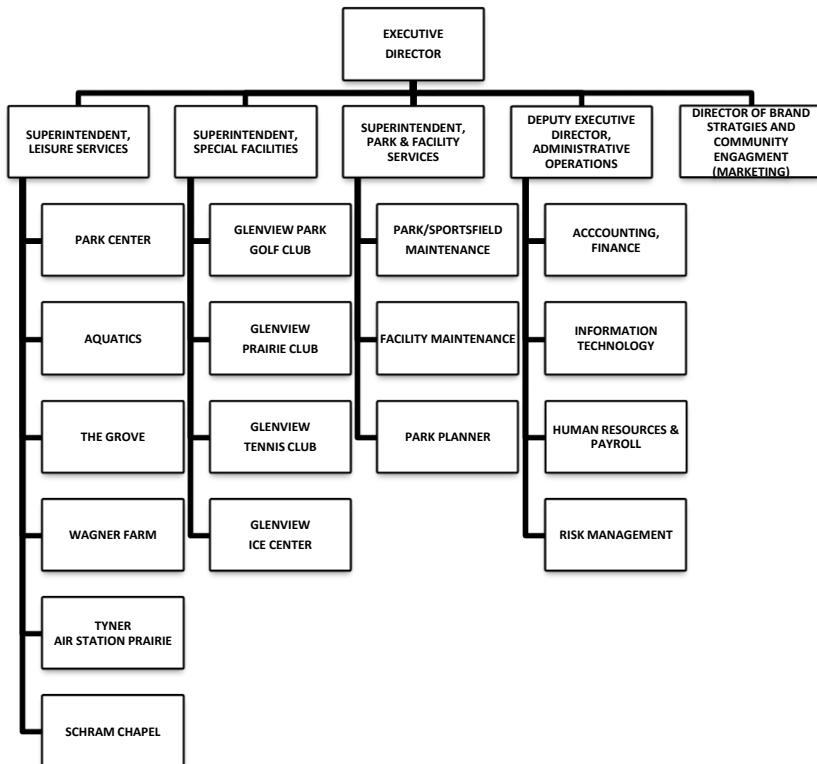 EXECUTIVE
DIRECTOR
SUPERINTENDENT,
LEISURE SERVICES
SUPERINTENDENT,
SPECIAL FACILITIES
SUPERINTENDENT,
PARK & FACILITY
SERVICES
DEPUTY EXECUTIVE
DIRECTOR,
ADMINISTRATIVE
OPERATIONS
DIRECTOR OF BRAND
STRATGIES AND
COMMUNITY
ENGAGMENT
(MARKETING)
PARK CENTER
AQUATICS
THE GROVE
WAGNER FARM
TYNER
AIR STATION PRAIRIE
SCHRAM CHAPEL
GLENVIEW PARK
GOLF CLUB
GLENVIEW
PRAIRIE CLUB
GLENVIEW
TENNIS CLUB
GLENVIEW
ICE CENTER
PARK/SPORTSFIELD
MAINTENANCE
FACILITY MAINTENANCE
PARK PLANNER
ACCCOUNTING,
FINANCE
INFORMATION
TECHNOLOGY
HUMAN RESOURCES &
PAYROLL
RISK MANAGEMENT